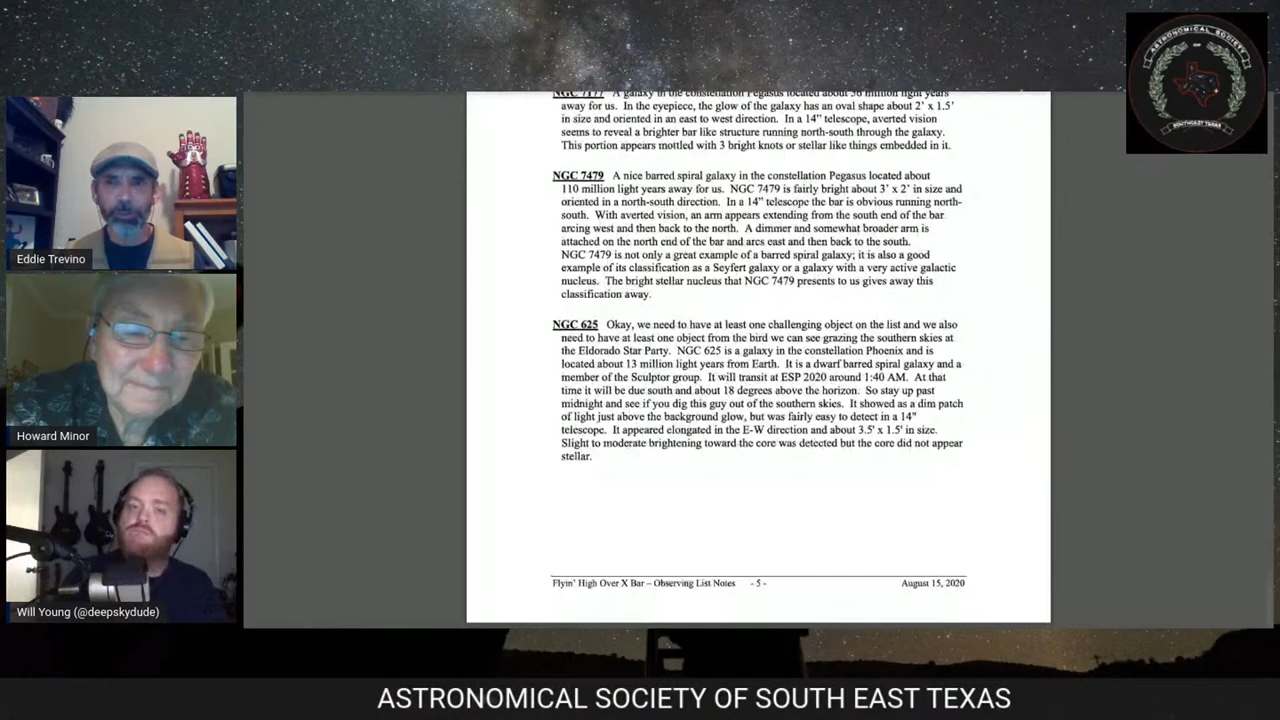 ASTRONOMICAL SOCIETY
OF
SOUTHEAST TEXAS
Eddie Trevino
Howard Minor
Will Young (@deepskydude)
NGC 7177 A galaxy in the constellation Pegasus located about 56 million light years
away for us. In the eyepiece, the glow of the galaxy has an oval shape about 2' x 1.5'
in size and oriented in an east to west direction. In a 14” telescope, averted vision
seems to reveal a brighter bar like structure running north-south through the galaxy.
This portion appears mottled with 3 bright knots or stellar like things embedded in it.
NGC 7479 A nice barred spiral galaxy in the constellation Pegasus located about
110 million light years away for us. NGC 7479 is fairly bright about 3’ x 2’ in size and
oriented in a north-south direction. In a 14” telescope the bar is obvious running north-
south. With averted vision, an arm appears extending from the south end of the bar
arcing west and then back to the north. A dimmer and somewhat broader arm is
attached on the north end of the bar and arcs east and then back to the south.
NGC 7479 is not only a great example of a barred spiral galaxy; it is also a good
example of its classification as a Seyfert galaxy or a galaxy with a very active galactic
nucleus. The bright stellar nucleus that NGC 7479 presents to us gives away this
classification away.
NGC 625 Okay, we need to have at least one challenging object on the list and we also
need to have at least one object from the bird we can see grazing the southern skies at
the Eldorado Star Party. NGC 625 is a galaxy in the constellation Phoenix and is
located about 13 million light years from Earth. It is a dwarf barred spiral galaxy and a
member of the Sculptor group. It will transit at ESP 2020 around 1:40 AM. At that
time it will be due south and about 18 degrees above the horizon. So stay up past
midnight and see if you dig this guy out of the southern skies. It showed as a dim patch
of light just above the background glow, but was fairly easy to detect in a 14"
telescope. It appeared elongated in the E-W direction and about 3.5' x 1.5' in size.
Slight to moderate brightening toward the core was detected but the core did not appear
stellar.
Flyin’ High Over X Bar – Observing List Notes - 5 - August 15, 2020
ASTRONOMICAL SOCIETY OF SOUTH EAST TEXAS